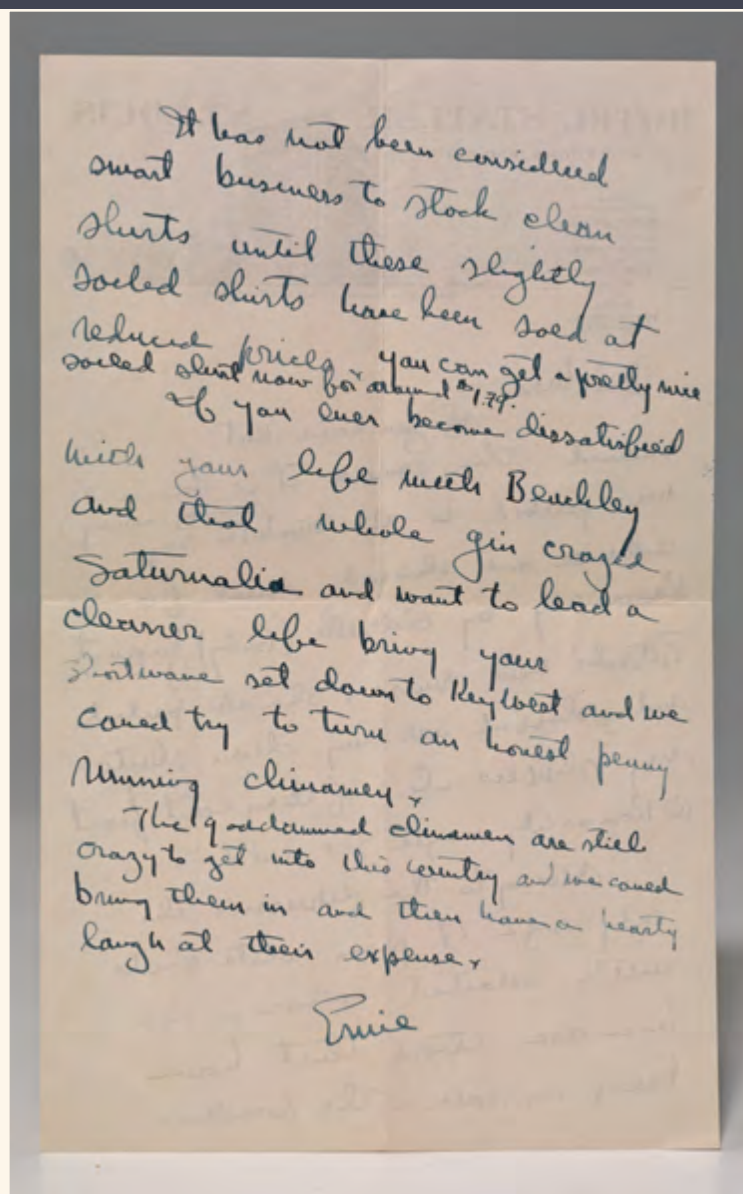 It has not been considered
smart business to stock clean
shirts until these slightly
soiled shirts have been sold at
reduced prices you can get a pretty nice
soiled shirt now for around $1.79.
If you ever become dissatisfied
with your life with Benchley
and that whole gin crazed
Saturnalia and want to lead a
cleaner life bring your
shortwave set down to Key West and we
could try to turn an honest penny
running chinamen.
The goddamned chinamen are still
crazy to get into this country and we could
bring them in and then have a hearty
laugh at their expense.
Ernie